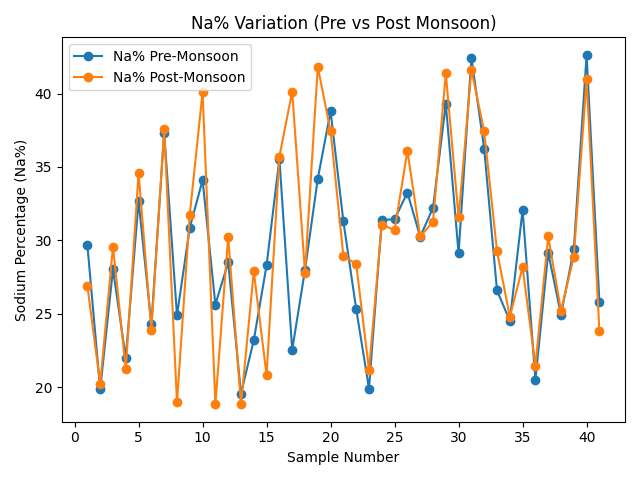 Na% Variation (Pre vs Post Monsoon)
Na% Pre-Monsoon
Na% Post-Monsoon
Sodium Percentage (Na%)
40
35
30
25
20
0 5 10 15 20 25 30 35 40
Sample Number